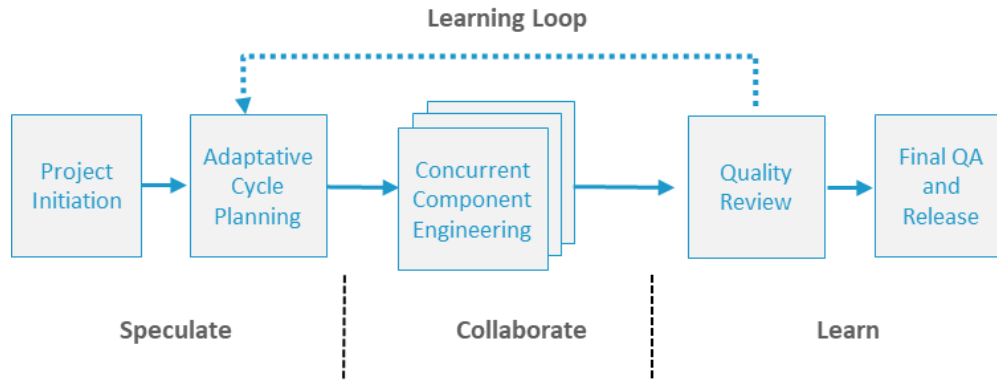 Learning Loop
Project
Initiation
Adaptative
Cycle
Planning
Concurrent
Component
Engineering
Quality
Review
Final QA
and
Release
Speculate
Collaborate
Learn